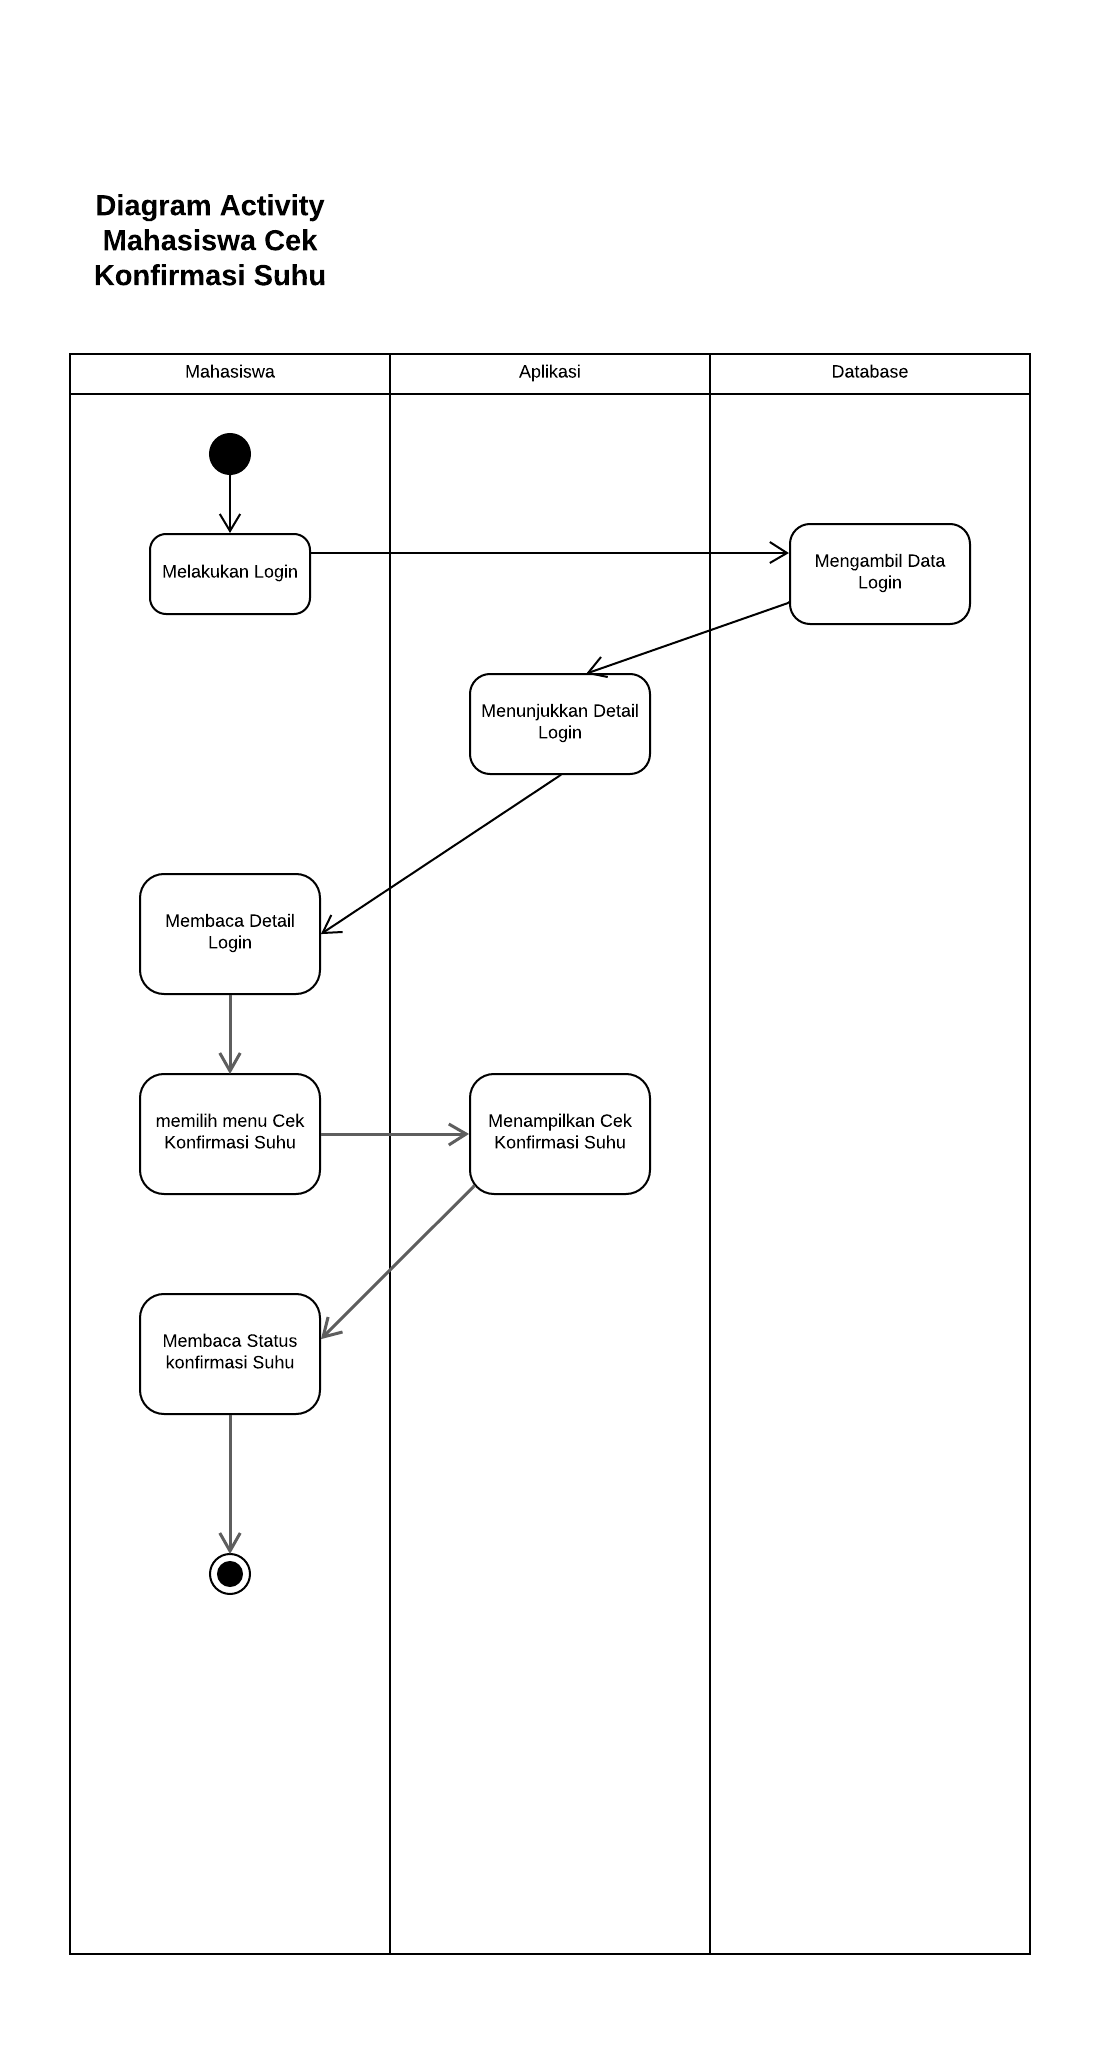 Diagram Activity
Mahasiswa Cek
Konfirmasi Suhu
Mahasiswa
Aplikasi
Database
Melakukan Login
Mengambil Data
Login
Menunjukkan Detail
Login
Membaca Detail
Login
memilih menu Cek
Konfirmasi Suhu
Menampilkan Cek
Konfirmasi Suhu
Membaca Status
konfirmasi Suhu